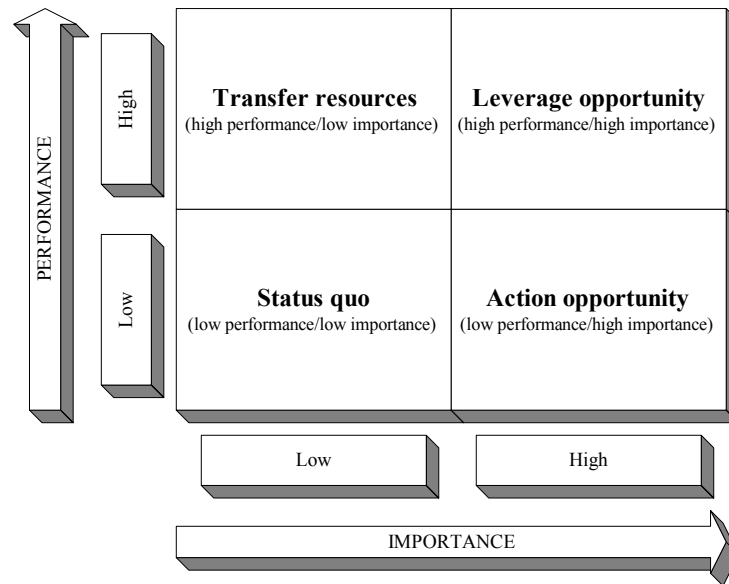 PERFORMANCE
High
Low
Transfer resources
(high performance/low importance)
Leverage opportunity
(high performance/high importance)
Status quo
(low performance/low importance)
Action opportunity
(low performance/high importance)
Low
High
IMPORTANCE